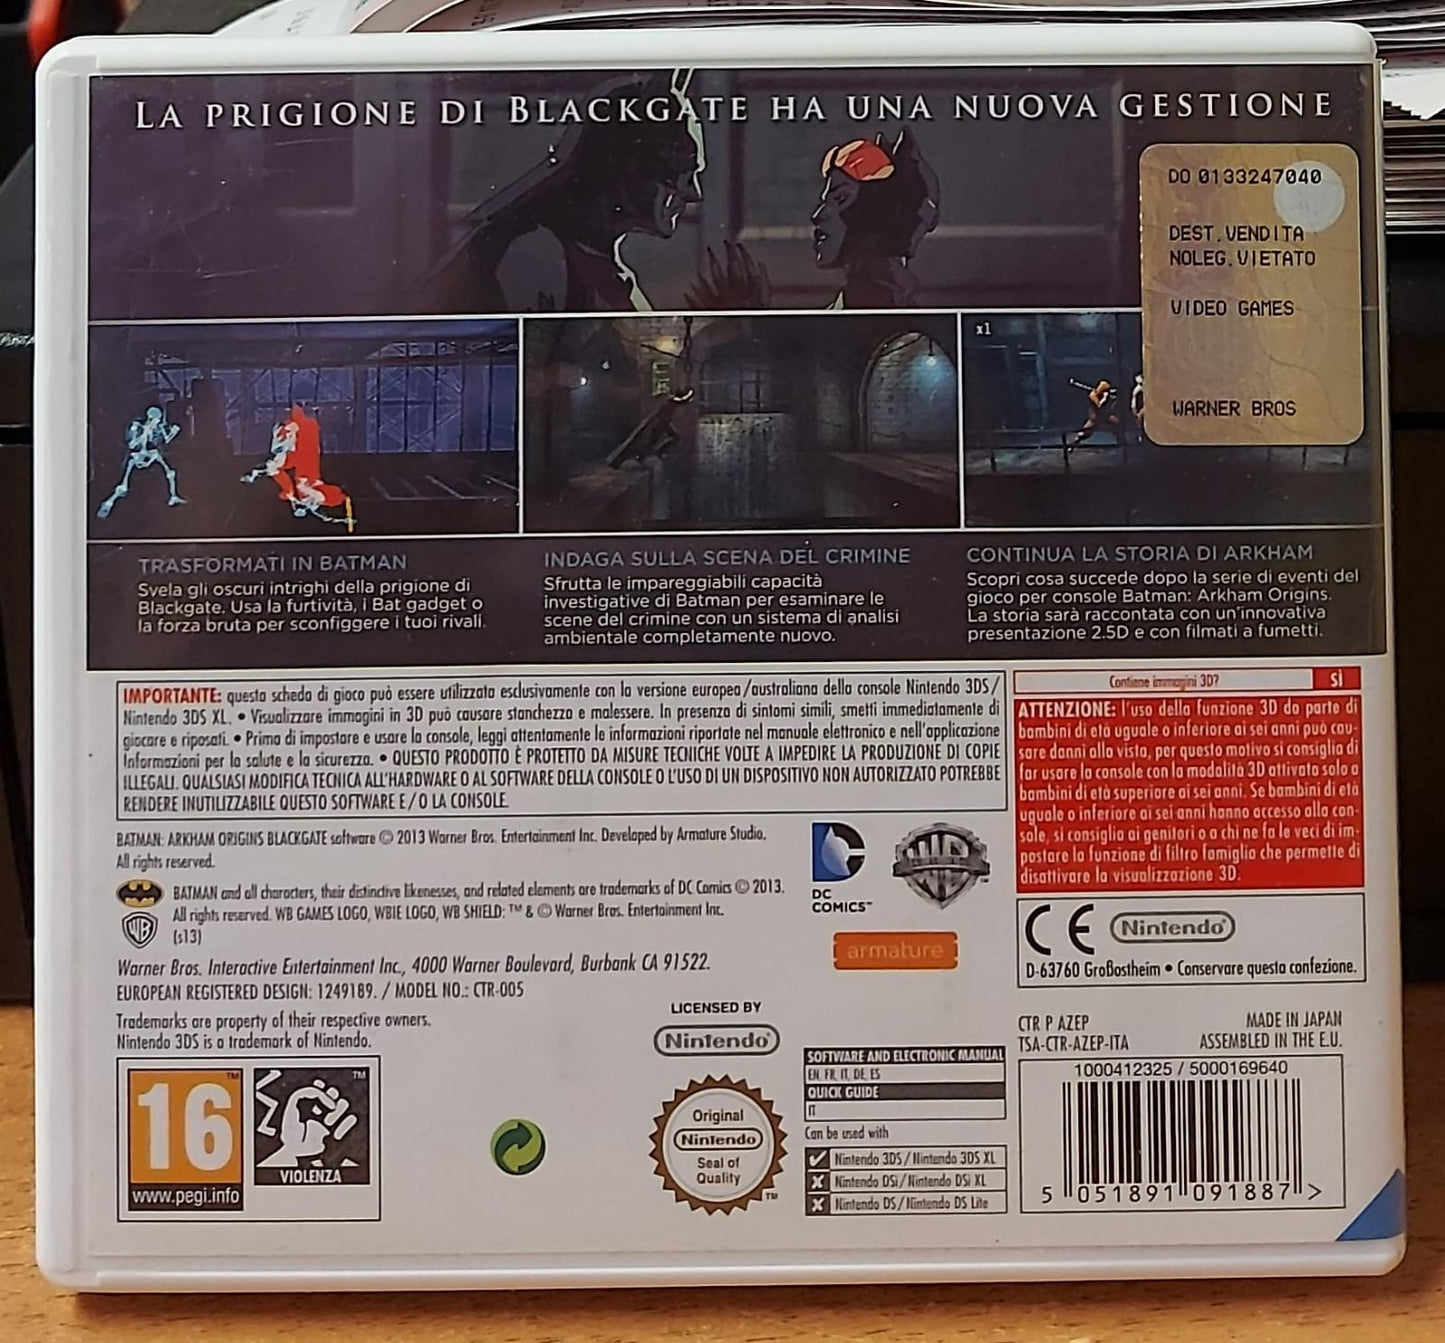 LA PRIGIONE DI BLACKGATE HA UNA NUOVA GESTIONE
DO 0133247040
DEST.VENDITA
NOLEG.VIETATO
VIDEO GAMES
WARNER BROS
x1
TRASFORMATI IN BATMAN
Svela gli oscuri intrighi della prigione di
Blackgate. Usa la furtività, i Bat gadget o
la forza bruta per sconfiggere i tuoi rivali.
INDAGA SULLA SCENA DEL CRIMINE
Sfrutta le impareggiabili capacità
investigative di Batman per esaminare le
scene del crimine con un sistema di analisi
ambientale completamente nuovo.
CONTINUA LA STORIA DI ARKHAM
Scopri cosa succede dopo la serie di eventi del
gioco per console Batman: Arkham Origins.
La storia sarà raccontata con un'innovativa
presentazione 2.5D e con filmati a fumetti.
IMPORTANTE: questa scheda di gioco può essere utilizzata esclusivamente con la versione europea/australiana della console Nintendo 3DS/
Nintendo 3DS XL. • Visualizzare immagini in 3D può causare stanchezza e malessere. In presenza di sintomi simili, smetti immediatamente di
giocare e riposati. • Prima di impostare e usare la console, leggi attentamente le informazioni riportate nel manuale elettronico e nell'applicazione
Informazioni per la salute e la sicurezza. • QUESTO PRODOTTO È PROTETTO DA MISURE TECNICHE VOLTE A IMPEDIRE LA PRODUZIONE DI COPIE
ILLEGALI. QUALSIASI MODIFICA TECNICA ALL'HARDWARE O AL SOFTWARE DELLA CONSOLE O L'USO DI UN DISPOSITIVO NON AUTORIZZATO POTREBBE
RENDERE INUTILIZZABILE QUESTO SOFTWARE E/O LA CONSOLE.
Contiene immagini 3D? SÌ
ATTENZIONE: l'uso della funzione 3D da parte di
bambini di età uguale o inferiore ai sei anni può cau-
sare danni alla vista, per questo motivo si consiglia di
far usare la console con la modalità 3D attivata solo a
bambini di età superiore ai sei anni. Se bambini di età
uguale o inferiore ai sei anni hanno accesso alla con-
sole, si consiglia ai genitori o a chi ne fa le veci di im-
postare la funzione di filtro famiglia che permette di
disattivare la visualizzazione 3D.
BATMAN: ARKHAM ORIGINS BLACKGATE software © 2013 Warner Bros. Entertainment Inc. Developed by Armature Studio.
All rights reserved.
BATMAN and all characters, their distinctive likenesses, and related elements are trademarks of DC Comics © 2013.
All rights reserved. WB GAMES LOGO, WBIE LOGO, WB SHIELD: ™ & © Warner Bros. Entertainment Inc.
(s13)
DC
COMICS™
WB
armature
CE Nintendo
D-63760 Großostheim • Conservare questa confezione.
Warner Bros. Interactive Entertainment Inc., 4000 Warner Boulevard, Burbank CA 91522.
EUROPEAN REGISTERED DESIGN: 1249189. / MODEL NO.: CTR-005
Trademarks are property of their respective owners.
Nintendo 3DS is a trademark of Nintendo.
LICENSED BY
Nintendo
16
www.pegi.info
VIOLENZA
Original
Nintendo
Seal of
Quality
SOFTWARE AND ELECTRONIC MANUAL
EN, FR, IT, DE, ES
QUICK GUIDE
IT
Can be used with
Nintendo 3DS/Nintendo 3DS XL
Nintendo DSi/Nintendo DSi XL
Nintendo DS/Nintendo DS Lite
CTR P AZEP MADE IN JAPAN
TSA-CTR-AZEP-ITA ASSEMBLED IN THE E.U.
1000412325 / 5000169640
5 051891 091887 >